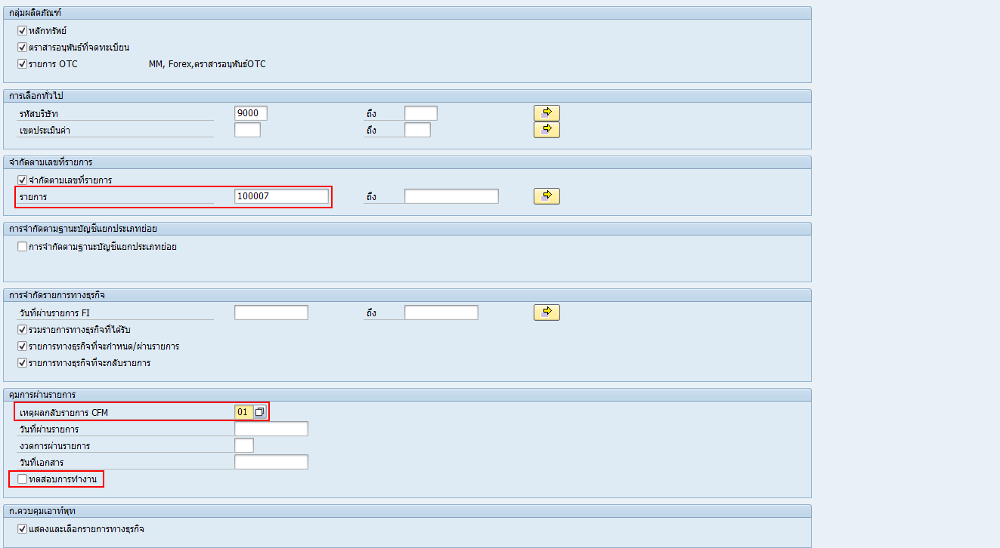 กลุ่มผลิตภัณฑ์
หลักทรัพย์
ตราสารอนุพันธ์ที่จดทะเบียน
รายการ OTC MM, Forex,ตราสารอนุพันธ์OTC
การเลือกทั่วไป
รหัสบริษัท 9000 ถึง
เขตประเมินค่า ถึง
จำกัดตามเลขที่รายการ
จำกัดตามเลขที่รายการ
รายการ 100007 ถึง
การจำกัดตามฐานะบัญชีแยกประเภทย่อย
การจำกัดตามฐานะบัญชีแยกประเภทย่อย
การจำกัดรายการทางธุรกิจ
วันที่ผ่านรายการ FI ถึง
รวมรายการทางธุรกิจที่ได้รับ
รายการทางธุรกิจที่จะกำหนด/ผ่านรายการ
รายการทางธุรกิจที่จะกลับรายการ
คุมการผ่านรายการ
เหตุผลกลับรายการ CFM 01
วันที่ผ่านรายการ
งวดการผ่านรายการ
วันที่เอกสาร
ทดสอบการทำงาน
ก.ควบคุมเอาท์พุท
แสดงและเลือกรายการทางธุรกิจ